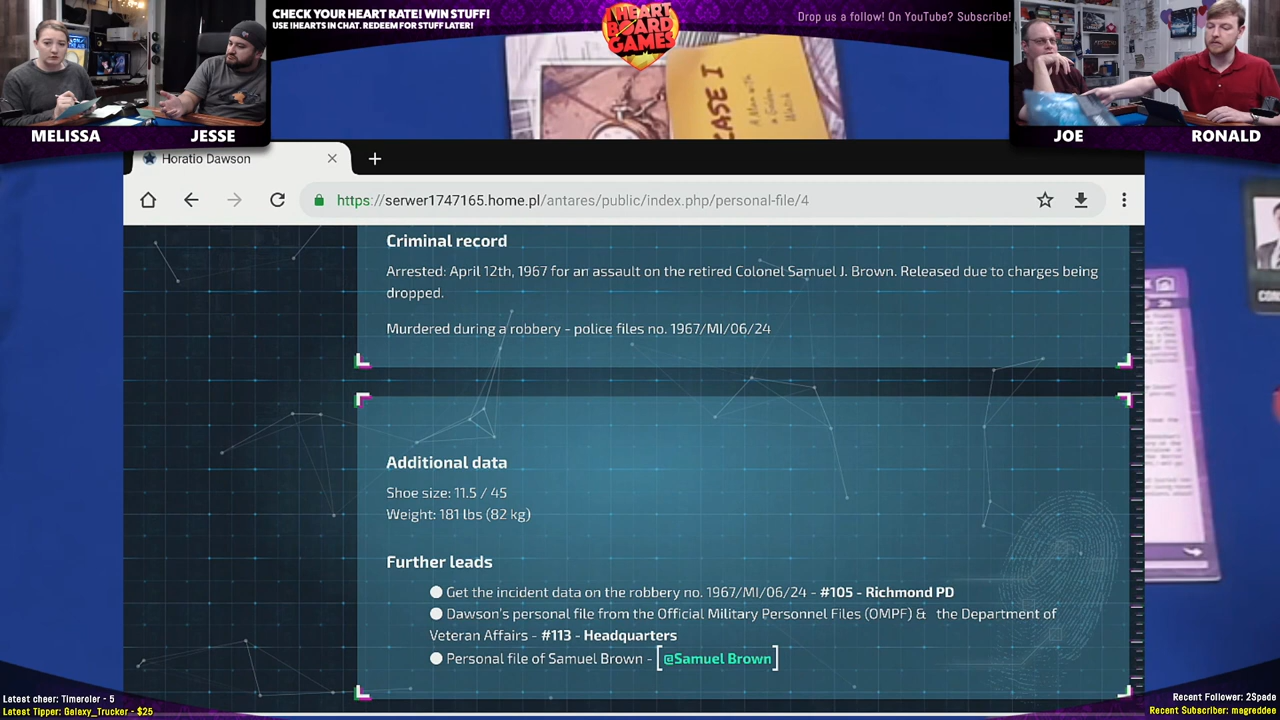 CHECK YOUR HEART RATE! WIN STUFF!
USE !HEARTS IN CHAT. REDEEM FOR STUFF LATER!
I HEART
BOARD
GAMES
Drop us a follow! On YouTube? Subscribe!
CASE I
A Man with
a Golden
Watch
MELISSA
JESSE
JOE
RONALD
Horatio Dawson
https://serwer1747165.home.pl/antares/public/index.php/personal-file/4
Criminal record
Arrested: April 12th, 1967 for an assault on the retired Colonel Samuel J. Brown. Released due to charges being
dropped.
Murdered during a robbery - police files no. 1967/MI/06/24
Additional data
Shoe size: 11.5 / 45
Weight: 181 lbs (82 kg)
Further leads
Get the incident data on the robbery no. 1967/MI/06/24 - #105 - Richmond PD
Dawson's personal file from the Official Military Personnel Files (OMPF) & the Department of
Veteran Affairs - #113 - Headquarters
Personal file of Samuel Brown - [@Samuel Brown]
Latest cheer: Timeroler - 5
Latest Tipper: Galaxy_Trucker - $25
Recent Follower: 2Spade
Recent Subscriber: magreddee